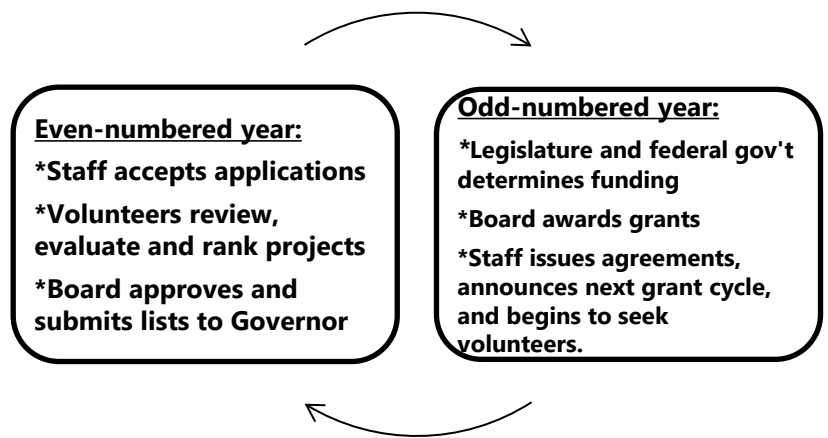 Even-numbered year:
*Staff accepts applications
*Volunteers review,
evaluate and rank projects
*Board approves and
submits lists to Governor
Odd-numbered year:
*Legislature and federal gov't
determines funding
*Board awards grants
*Staff issues agreements,
announces next grant cycle,
and begins to seek
volunteers.